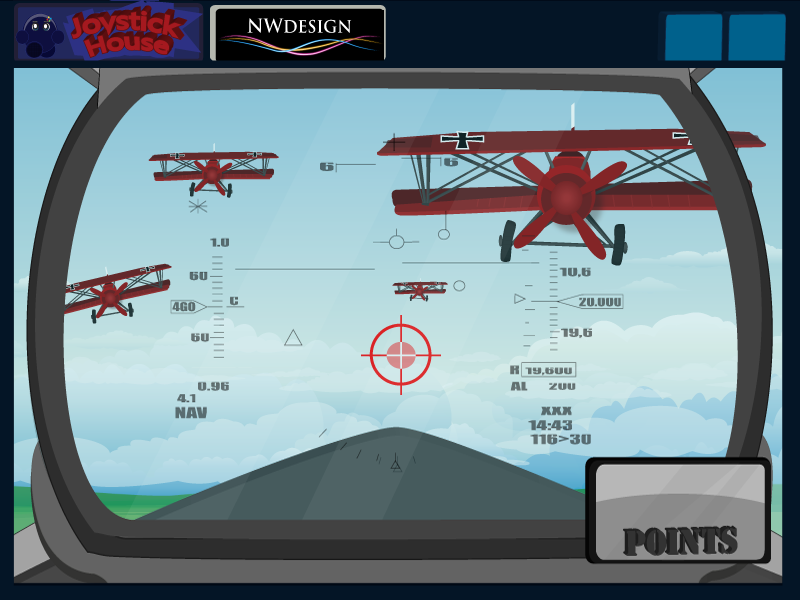 Joystick
House
NWDESIGN
6
6
1.0
60
10,6
460
C
20.000
60
19,6
R 19,600
0.96
AL 200
4.1
NAV
XXX
14:43
116>30
POINTS